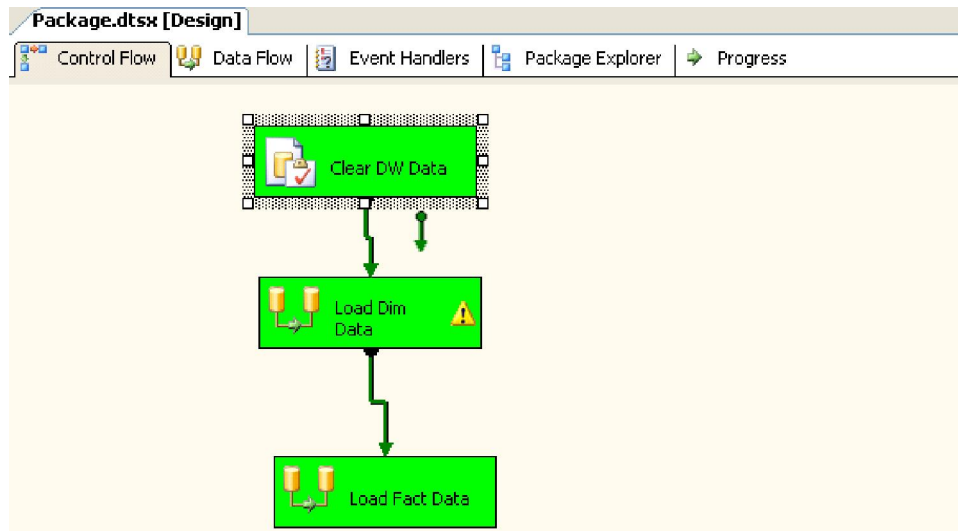 Package.dtsx [Design]
Control Flow Data Flow Event Handlers Package Explorer Progress
Clear DW Data
Load Dim
Data
Load Fact Data